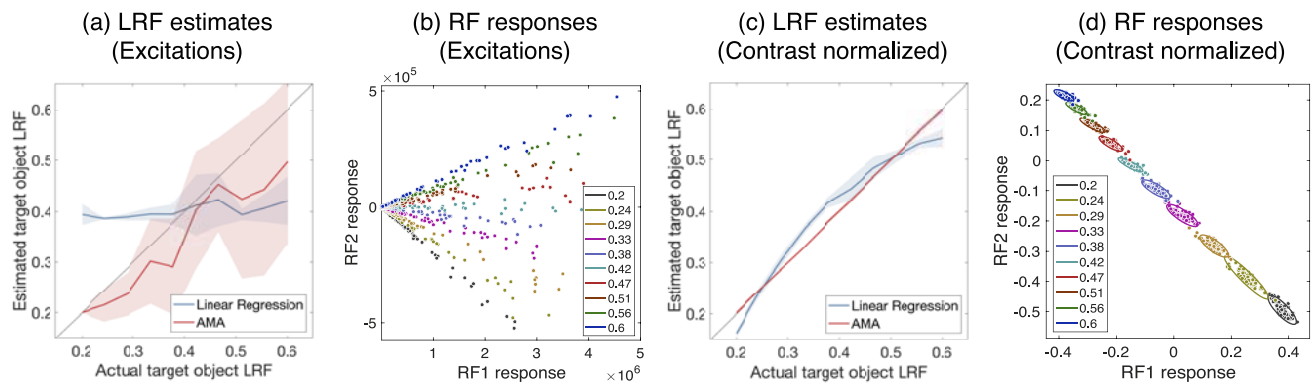 (a) LRF estimates
(Excitations)
Estimated target object LRF
0.6
0.5
0.4
0.3
0.2
Linear Regression
AMA
0.2 0.3 0.4 0.5
Actual target object LRF
(b) RF responses
(Excitations)
× 10⁵
RF2 response
5
0
-5
0.2
0.24
0.29
0.33
0.38
0.42
0.47
0.51
0.56
0.6
1 2 3 4 5
RF1 response
× 10⁶
(c) LRF estimates
(Contrast normalized)
Estimated target object LRF
0.6
0.5
0.4
0.3
0.2
Linear Regression
AMA
0.2 0.3 0.4 0.5
Actual target object LRF
(d) RF responses
(Contrast normalized)
RF2 response
0.2
0.1
0
-0.1
-0.2
-0.3
-0.4
-0.5
0.2
0.24
0.29
0.33
0.38
0.42
0.47
0.51
0.56
0.6
-0.4 -0.2 0 0.2 0.4
RF1 response